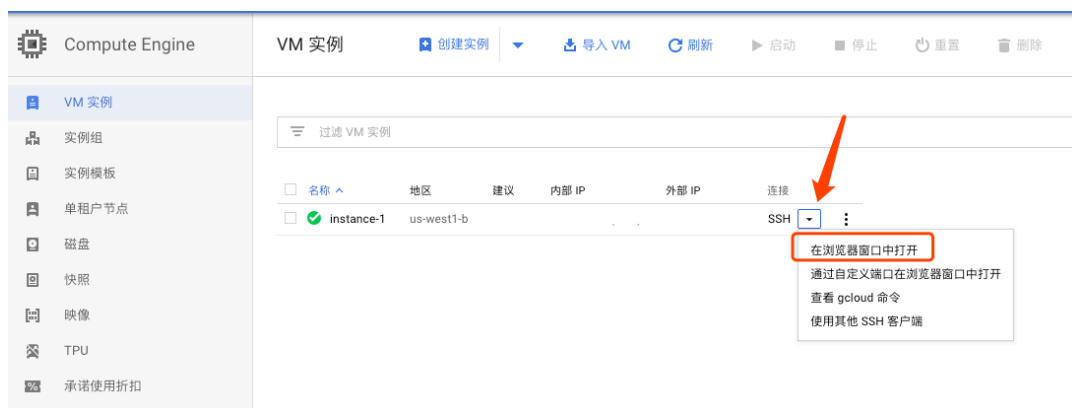 Compute Engine
VM 实例
创建实例
导入 VM
刷新
启动
停止
重置
删除
VM 实例
实例组
实例模板
单租户节点
磁盘
快照
映像
TPU
承诺使用折扣
过滤 VM 实例
名称 地区 建议 内部 IP 外部 IP 连接
instance-1 us-west1-b SSH
在浏览器窗口中打开
通过自定义端口在浏览器窗口中打开
查看 gcloud 命令
使用其他 SSH 客户端